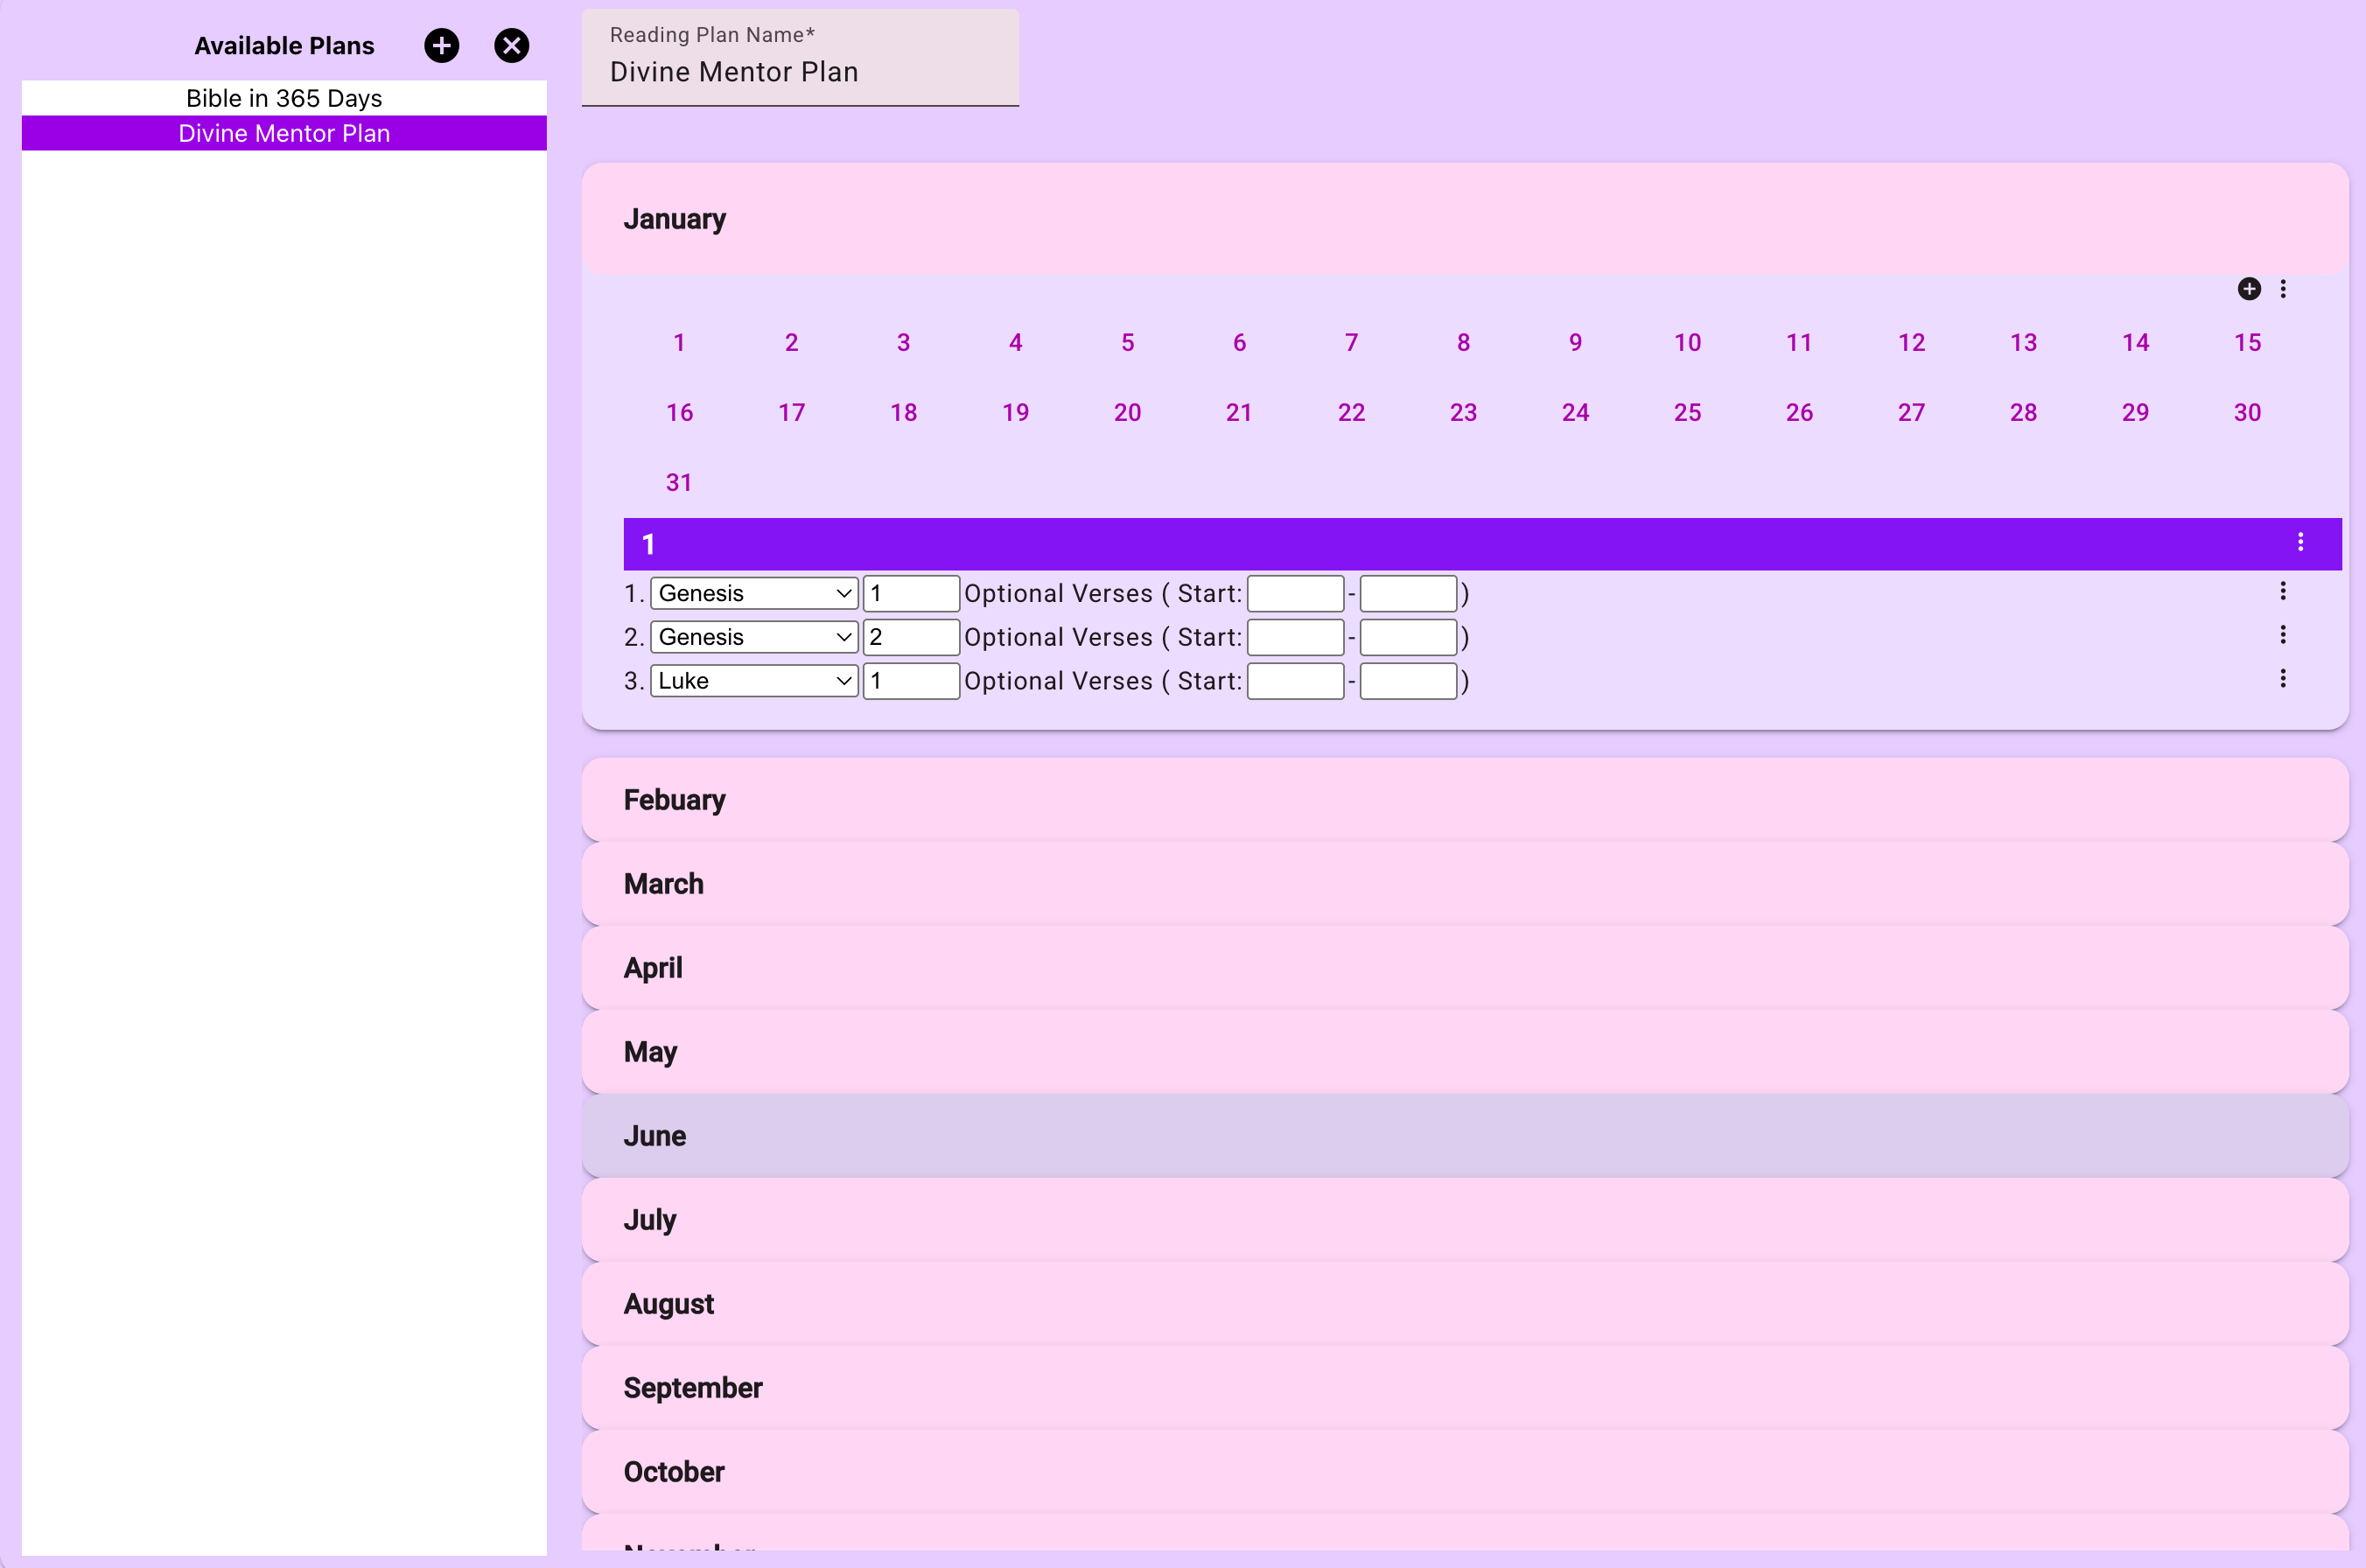 Available Plans
Bible in 365 Days
Divine Mentor Plan
Reading Plan Name*
Divine Mentor Plan
January
1 2 3 4 5 6 7 8 9 10 11 12 13 14 15
16 17 18 19 20 21 22 23 24 25 26 27 28 29 30
31
1
1. Genesis 1 Optional Verses ( Start: - )
2. Genesis 2 Optional Verses ( Start: - )
3. Luke 1 Optional Verses ( Start: - )
Febuary
March
April
May
June
July
August
September
October